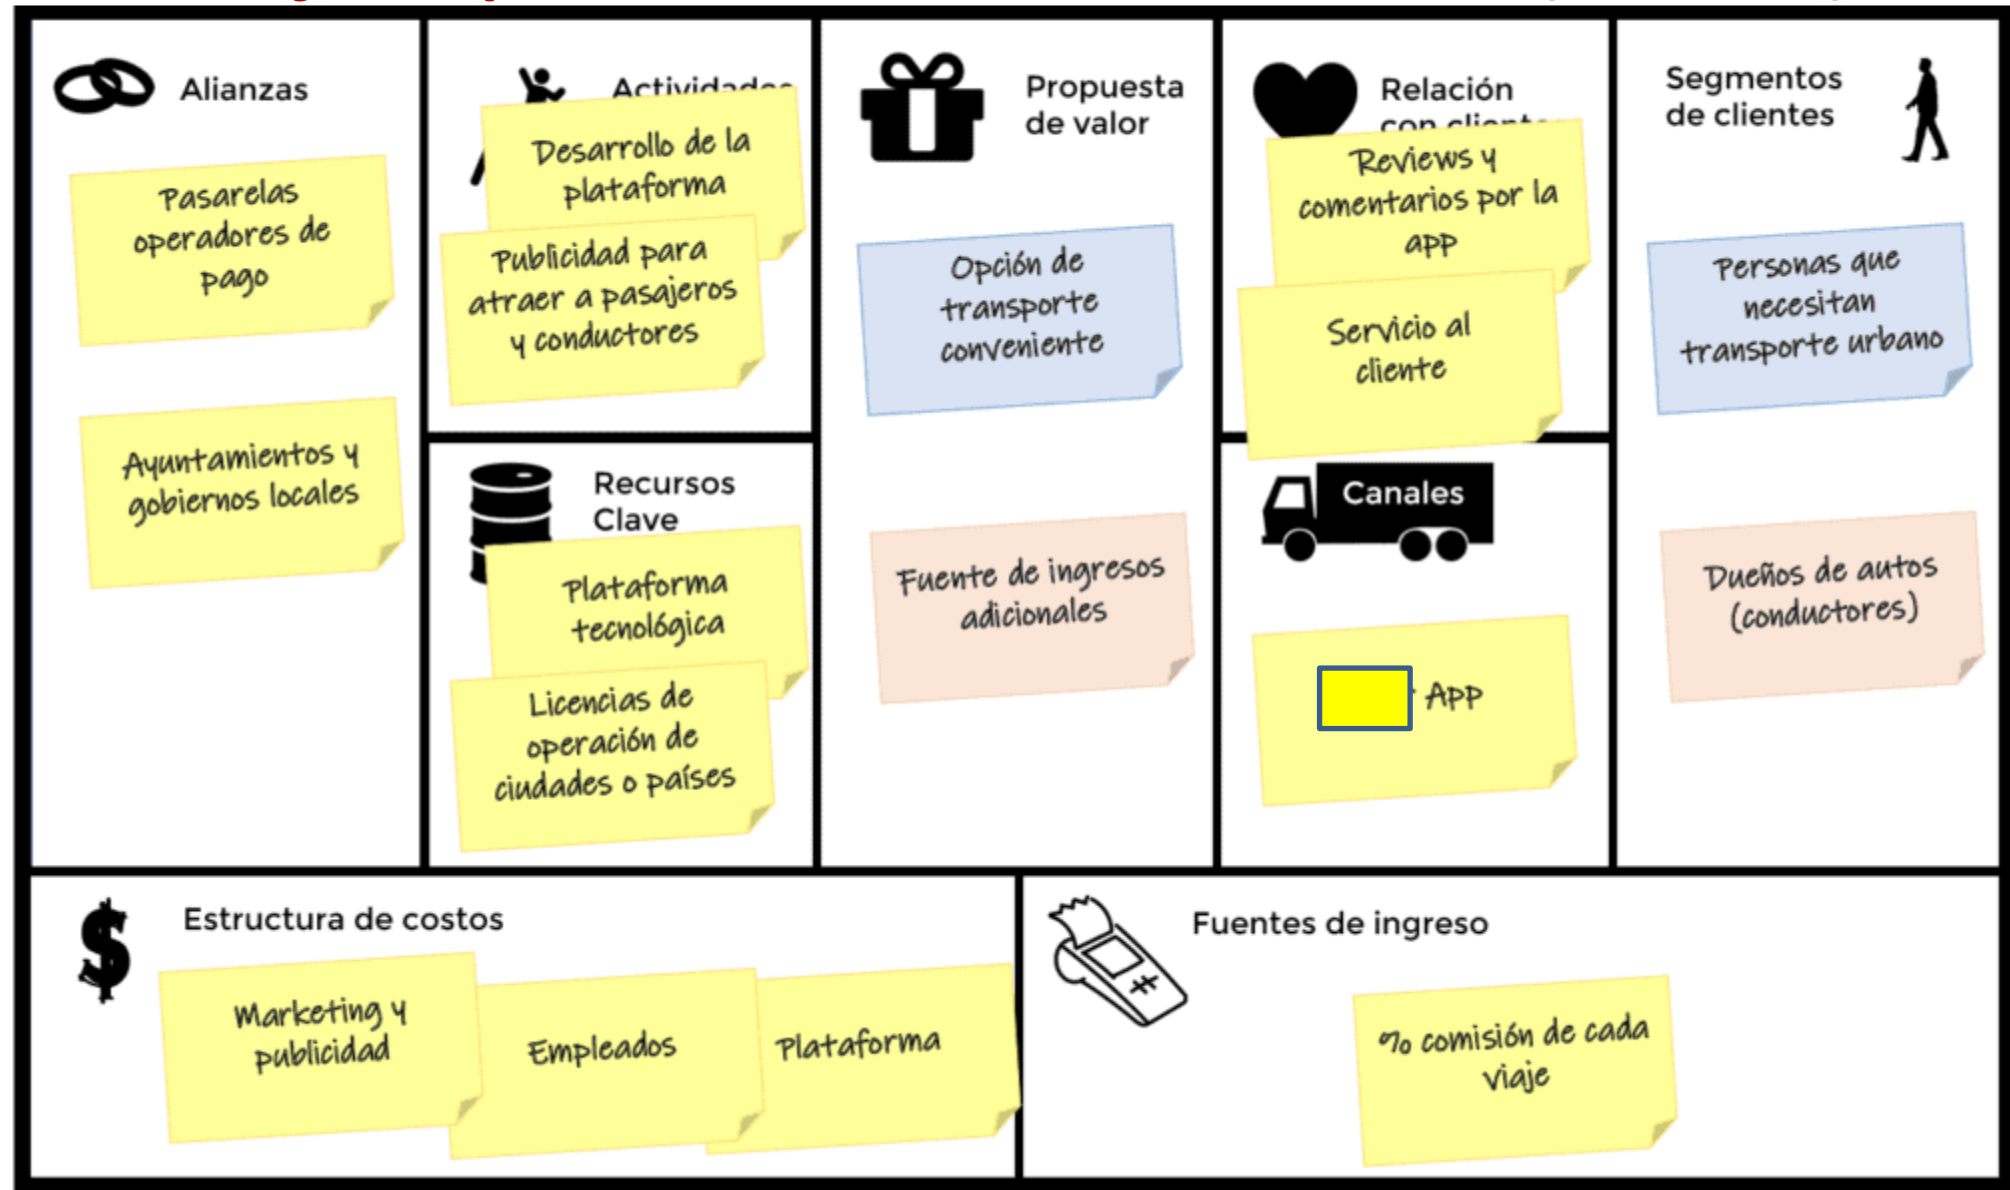 Alianzas
Pasarelas
operadores de
pago
Ayuntamientos y
gobiernos locales
Actividades
Desarrollo de la
plataforma
Publicidad para
atraer a pasajeros
y conductores
Recursos
Clave
Plataforma
tecnológica
Licencias de
operación de
ciudades o países
Propuesta
de valor
Opción de
transporte
conveniente
Fuente de ingresos
adicionales
Relación
con clientes
Reviews y
comentarios por la
app
Servicio al
cliente
Canales
App
Segmentos
de clientes
Personas que
necesitan
transporte urbano
Dueños de autos
(conductores)
Estructura de costos
Marketing y
publicidad
Empleados
Plataforma
Fuentes de ingreso
% comisión de cada
viaje